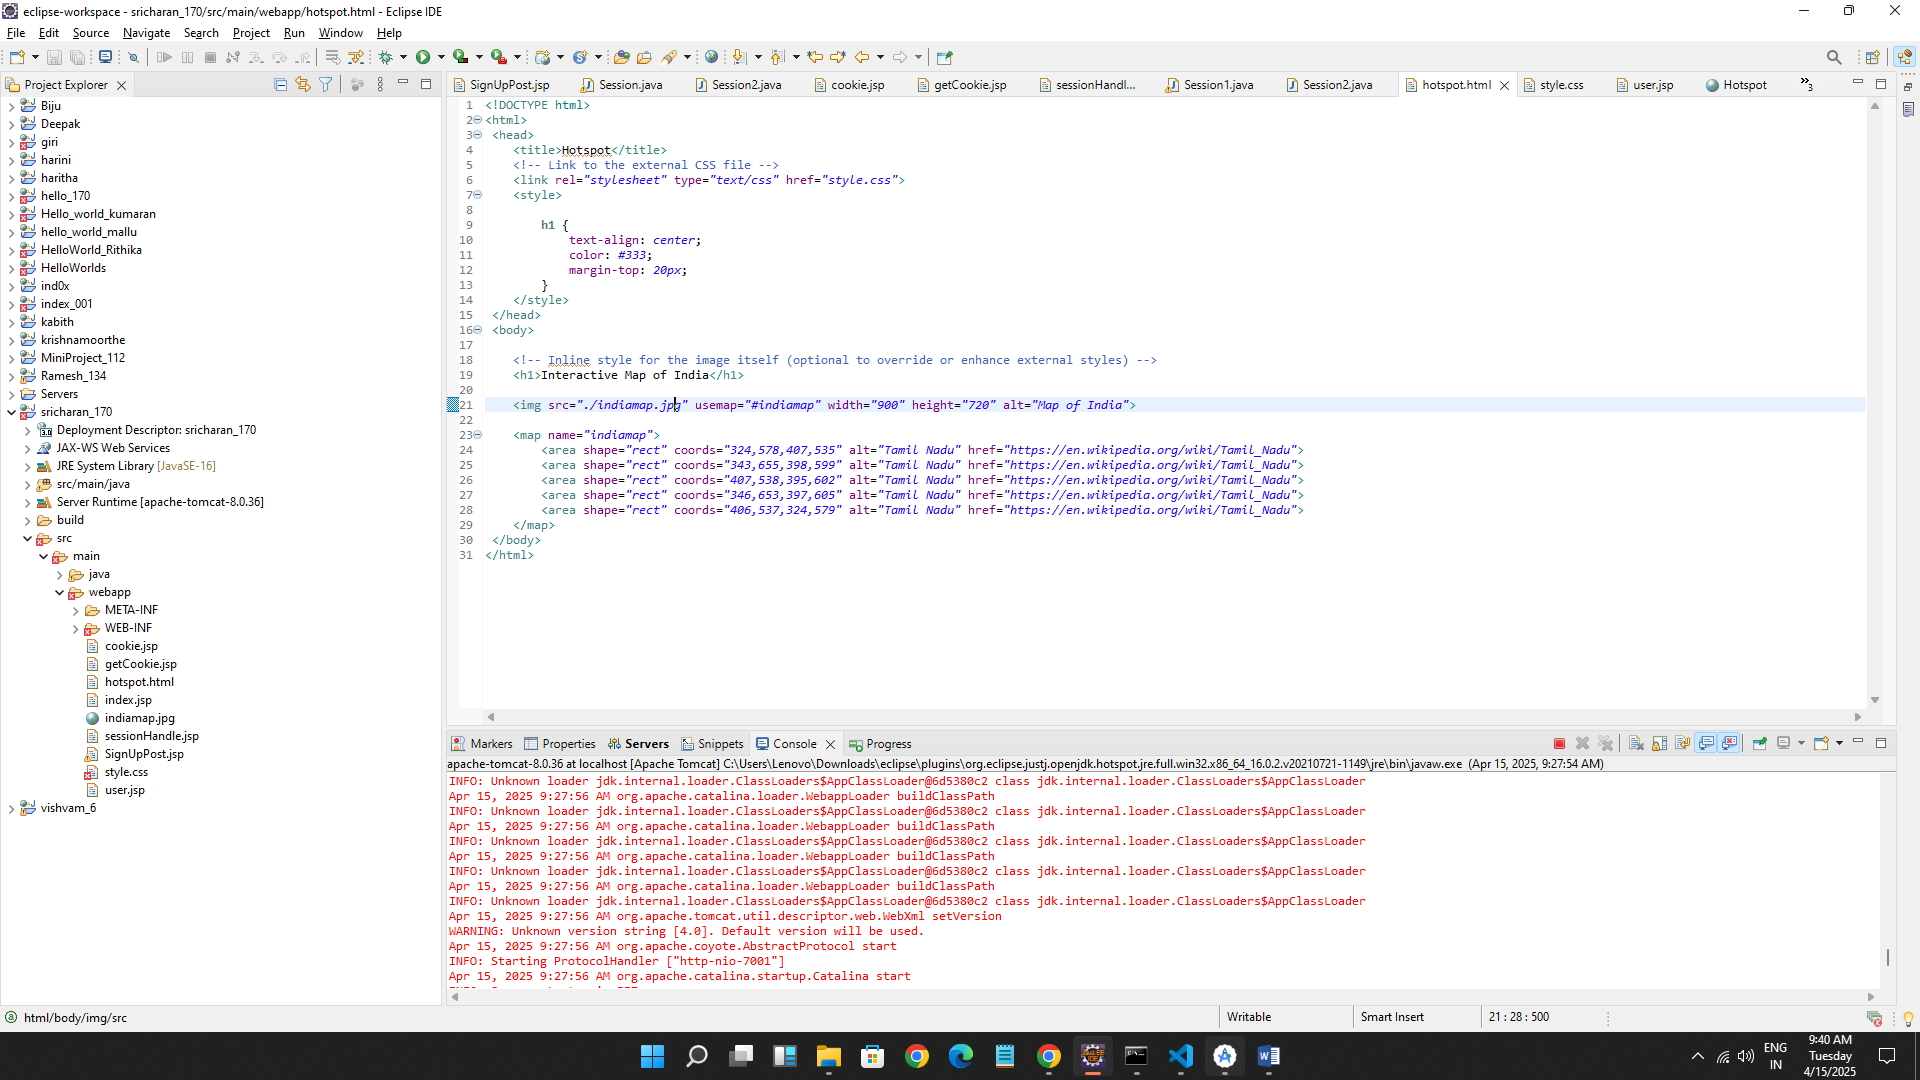 eclipse-workspace - sricharan_170/src/main/webapp/hotspot.html - Eclipse IDE
File Edit Source Navigate Search Project Run Window Help
Project Explorer
SignUpPost.jsp Session.java Session2.java cookie.jsp getCookie.jsp sessionHandl... Session1.java Session2.java hotspot.html style.css user.jsp Hotspot »3
Biju
Deepak
giri
harini
haritha
hello_170
Hello_world_kumaran
hello_world_mallu
HelloWorld_Rithika
HelloWorlds
ind0x
index_001
kabith
krishnamoorthe
MiniProject_112
Ramesh_134
Servers
sricharan_170
Deployment Descriptor: sricharan_170
JAX-WS Web Services
JRE System Library [JavaSE-16]
src/main/java
Server Runtime [apache-tomcat-8.0.36]
build
src
main
java
webapp
META-INF
WEB-INF
cookie.jsp
getCookie.jsp
hotspot.html
index.jsp
indiamap.jpg
sessionHandle.jsp
SignUpPost.jsp
style.css
user.jsp
vishvam_6
1 <!DOCTYPE html>
2 <html>
3 <head>
4 <title>Hotspot</title>
5 <!-- Link to the external CSS file -->
6 <link rel="stylesheet" type="text/css" href="style.css">
7 <style>
8
9 h1 {
10 text-align: center;
11 color: #333;
12 margin-top: 20px;
13 }
14 </style>
15 </head>
16 <body>
17
18 <!-- Inline style for the image itself (optional to override or enhance external styles) -->
19 <h1>Interactive Map of India</h1>
20
21 <img src="./indiamap.jpg" usemap="#indiamap" width="900" height="720" alt="Map of India">
22
23 <map name="indiamap">
24 <area shape="rect" coords="324,578,407,535" alt="Tamil Nadu" href="https://en.wikipedia.org/wiki/Tamil_Nadu">
25 <area shape="rect" coords="343,655,398,599" alt="Tamil Nadu" href="https://en.wikipedia.org/wiki/Tamil_Nadu">
26 <area shape="rect" coords="407,538,395,602" alt="Tamil Nadu" href="https://en.wikipedia.org/wiki/Tamil_Nadu">
27 <area shape="rect" coords="346,653,397,605" alt="Tamil Nadu" href="https://en.wikipedia.org/wiki/Tamil_Nadu">
28 <area shape="rect" coords="406,537,324,579" alt="Tamil Nadu" href="https://en.wikipedia.org/wiki/Tamil_Nadu">
29 </map>
30 </body>
31 </html>
Markers Properties Servers Snippets Console Progress
apache-tomcat-8.0.36 at localhost [Apache Tomcat] C:\Users\Lenovo\Downloads\eclipse\plugins\org.eclipse.justj.openjdk.hotspot.jre.full.win32.x86_64_16.0.2.v20210721-1149\jre\bin\javaw.exe (Apr 15, 2025, 9:27:54 AM)
INFO: Unknown loader jdk.internal.loader.ClassLoaders$AppClassLoader@6d5380c2 class jdk.internal.loader.ClassLoaders$AppClassLoader
Apr 15, 2025 9:27:56 AM org.apache.catalina.loader.WebappLoader buildClassPath
INFO: Unknown loader jdk.internal.loader.ClassLoaders$AppClassLoader@6d5380c2 class jdk.internal.loader.ClassLoaders$AppClassLoader
Apr 15, 2025 9:27:56 AM org.apache.catalina.loader.WebappLoader buildClassPath
INFO: Unknown loader jdk.internal.loader.ClassLoaders$AppClassLoader@6d5380c2 class jdk.internal.loader.ClassLoaders$AppClassLoader
Apr 15, 2025 9:27:56 AM org.apache.catalina.loader.WebappLoader buildClassPath
INFO: Unknown loader jdk.internal.loader.ClassLoaders$AppClassLoader@6d5380c2 class jdk.internal.loader.ClassLoaders$AppClassLoader
Apr 15, 2025 9:27:56 AM org.apache.catalina.loader.WebappLoader buildClassPath
INFO: Unknown loader jdk.internal.loader.ClassLoaders$AppClassLoader@6d5380c2 class jdk.internal.loader.ClassLoaders$AppClassLoader
Apr 15, 2025 9:27:56 AM org.apache.tomcat.util.descriptor.web.WebXml setVersion
WARNING: Unknown version string [4.0]. Default version will be used.
Apr 15, 2025 9:27:56 AM org.apache.coyote.AbstractProtocol start
INFO: Starting ProtocolHandler ["http-nio-7001"]
Apr 15, 2025 9:27:56 AM org.apache.catalina.startup.Catalina start
html/body/img/src Writable Smart Insert 21 : 28 : 500
ENG
IN
9:40 AM
Tuesday
4/15/2025